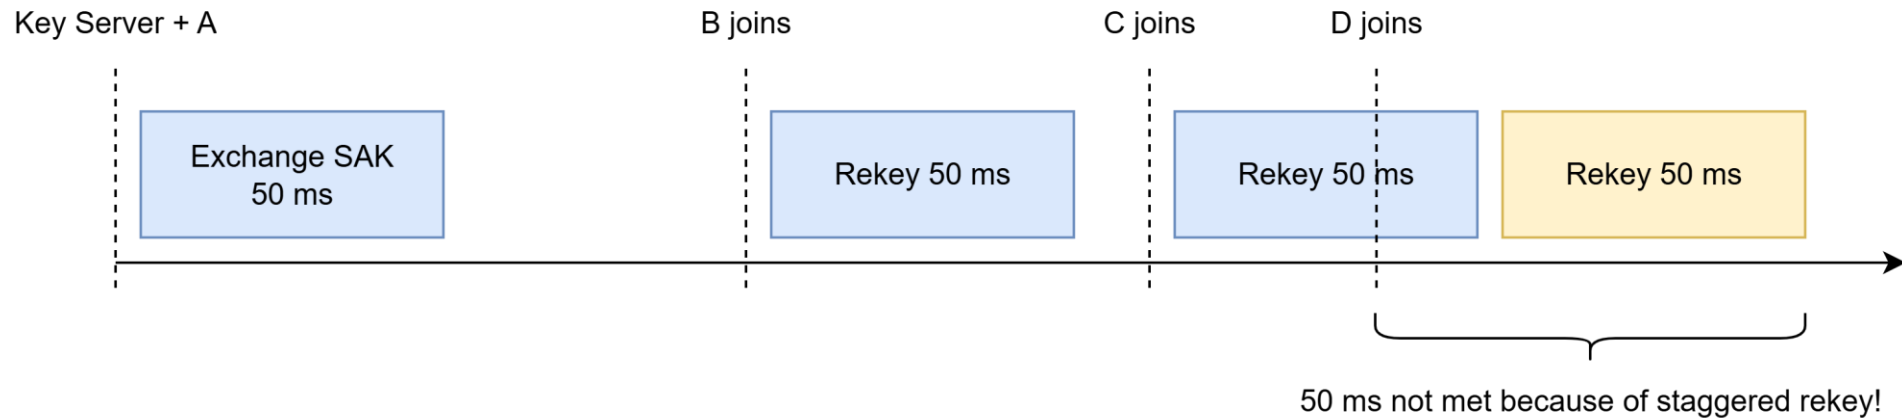 Key Server + A
B joins
C joins
D joins
Exchange SAK
50 ms
Rekey 50 ms
Rekey 50 ms
Rekey 50 ms
50 ms not met because of staggered rekey!